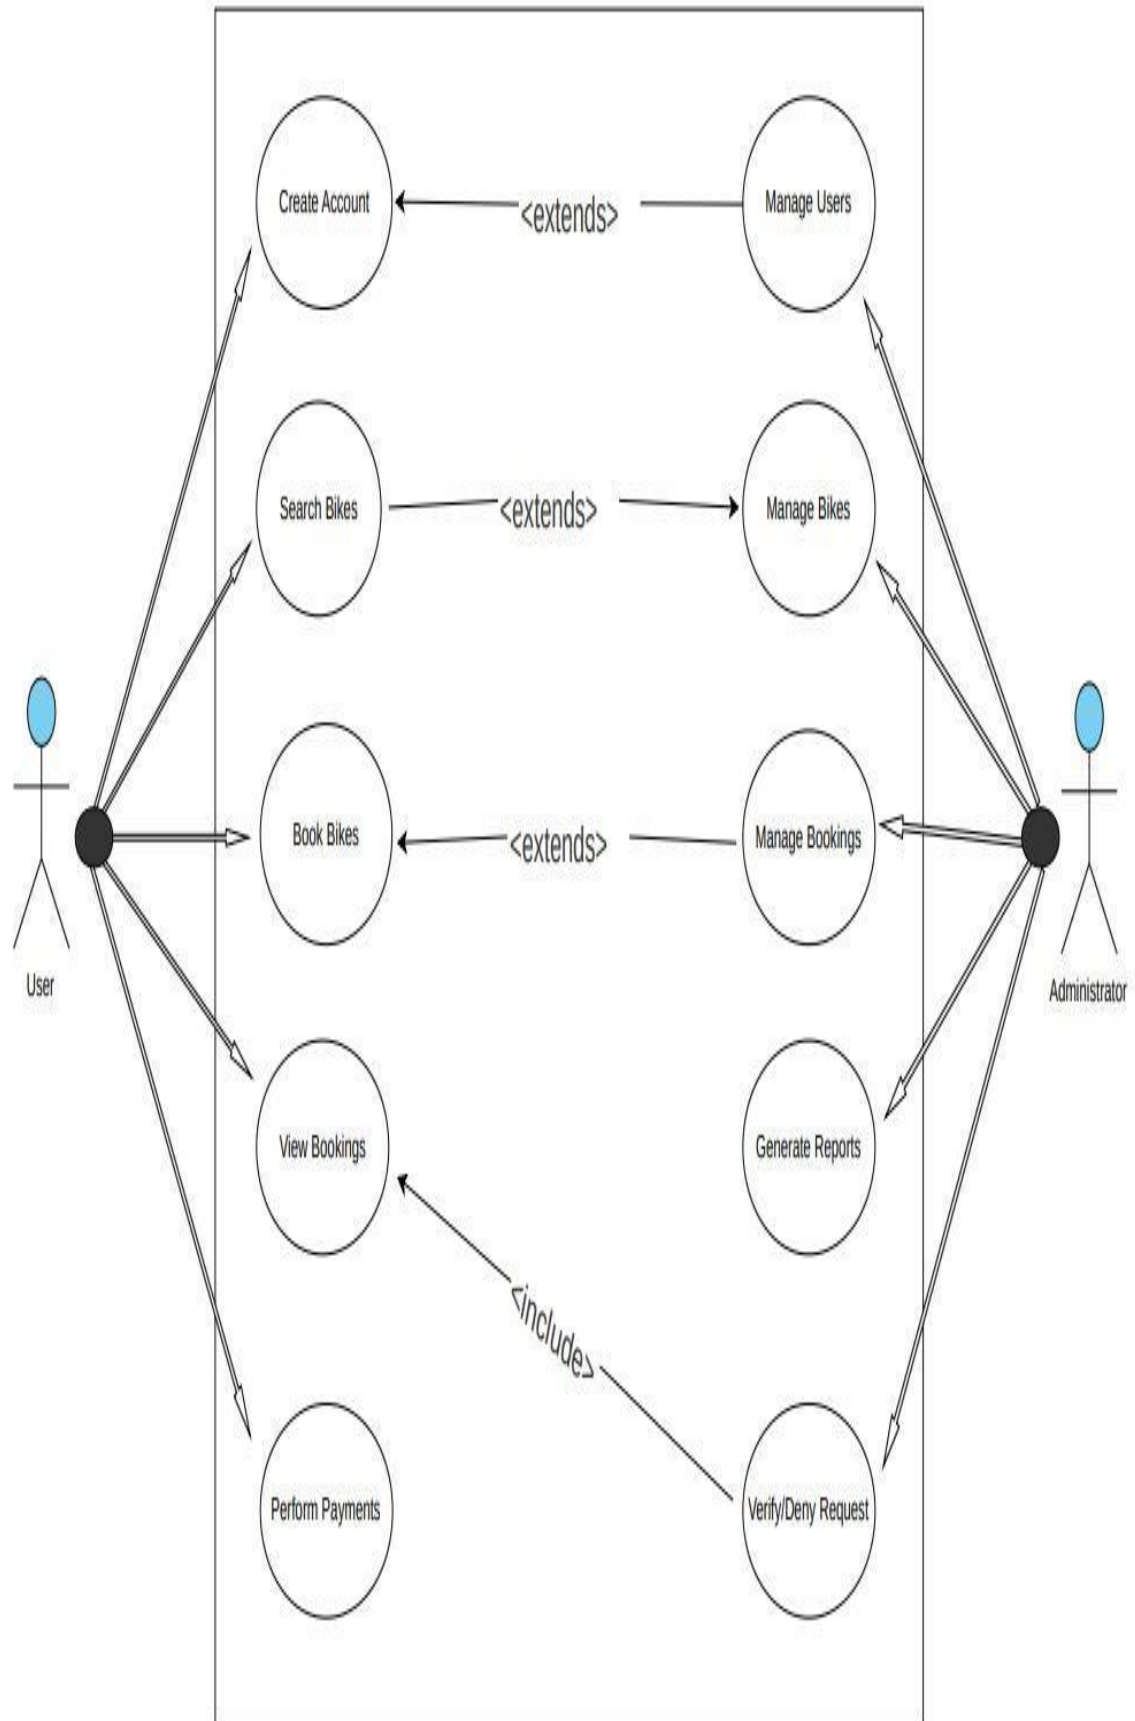 Create Account
<extends>
Manage Users
Search Bikes
<extends>
Manage Bikes
Book Bikes
<extends>
Manage Bookings
User
Administrator
View Bookings
Generate Reports
<include>
Perform Payments
Verify/Deny Request